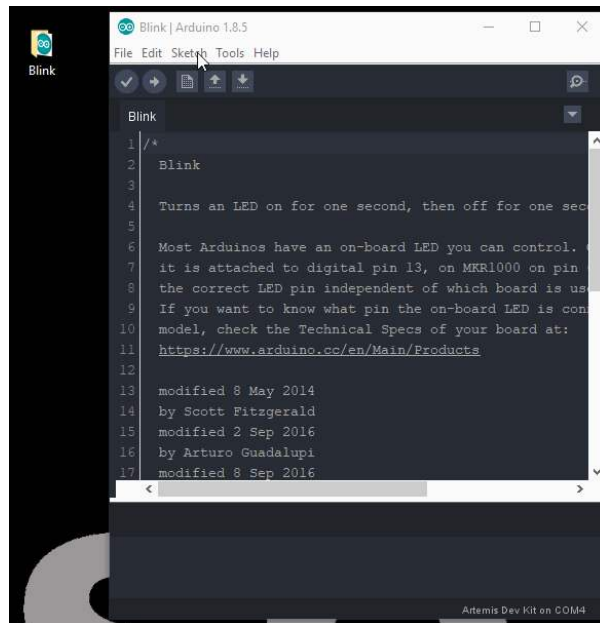 Blink | Arduino 1.8.5
File Edit Sketch Tools Help
Blink
Blink
1 /*
2 Blink
3
4 Turns an LED on for one second, then off for one sec
5
6 Most Arduinos have an on-board LED you can control.
7 it is attached to digital pin 13, on MKR1000 on pin
8 the correct LED pin independent of which board is us
9 If you want to know what pin the on-board LED is con
10 model, check the Technical Specs of your board at:
11 https://www.arduino.cc/en/Main/Products
12
13 modified 8 May 2014
14 by Scott Fitzgerald
15 modified 2 Sep 2016
16 by Arturo Guadalupi
17 modified 8 Sep 2016
Artemis Dev Kit on COM4